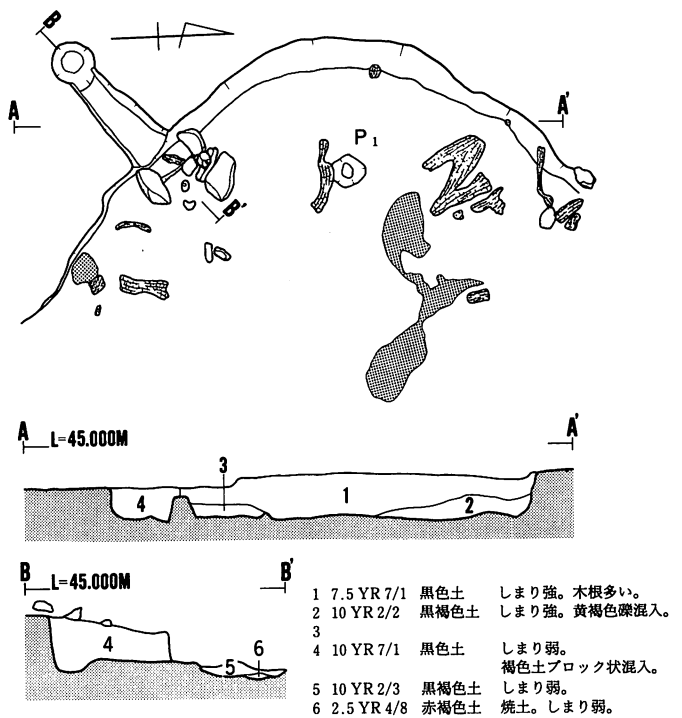 B
A
A'
P1
B'
A L=45.000M
A'
3
4
1
2
B L=45.000M
B'
4
6
5
1 7.5 YR 7/1 黒色土 しまり強。木根多い。
2 10 YR 2/2 黒褐色土 しまり強。黄褐色礫混入。
3
4 10 YR 7/1 黒色土 しまり弱。
褐色土ブロック状混入。
5 10 YR 2/3 黒褐色土 しまり弱。
6 2.5 YR 4/8 赤褐色土 焼土。しまり弱。